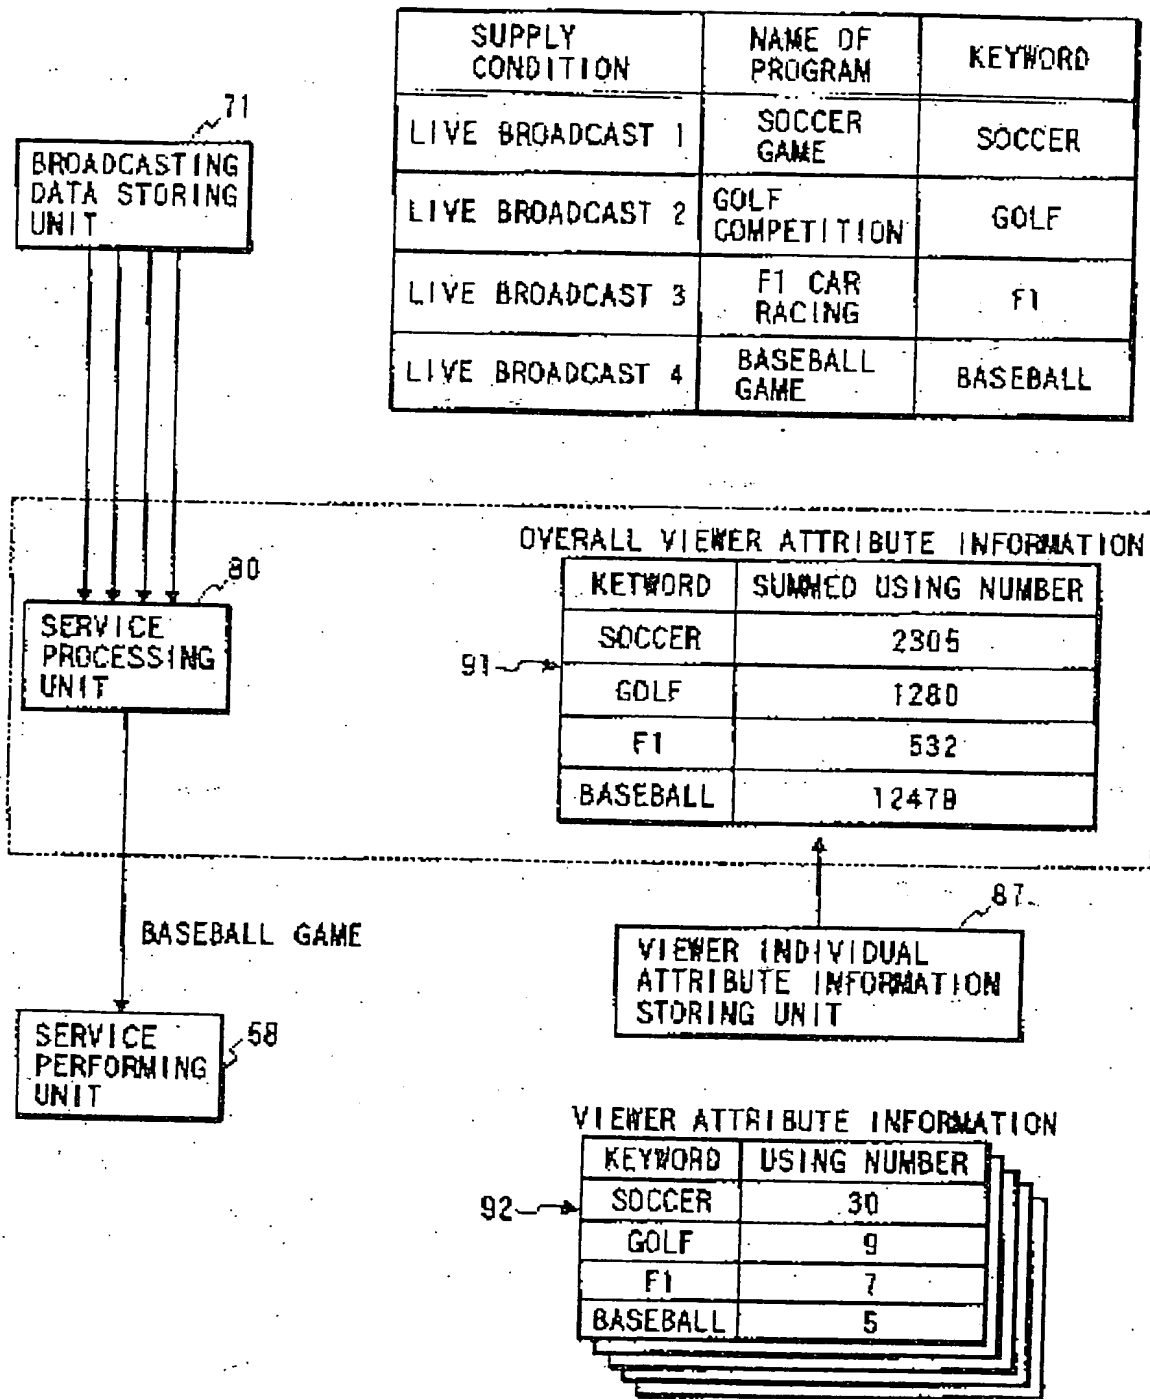 SUPPLY CONDITION NAME OF PROGRAM KEYWORD
LIVE BROADCAST 1 SOCCER GAME SOCCER
LIVE BROADCAST 2 GOLF COMPETITION GOLF
LIVE BROADCAST 3 F1 CAR RACING F1
LIVE BROADCAST 4 BASEBALL GAME BASEBALL
71
BROADCASTING
DATA STORING
UNIT
80
SERVICE
PROCESSING
UNIT
OVERALL VIEWER ATTRIBUTE INFORMATION
91
KETWORD SUMMED USING NUMBER
SOCCER 2305
GOLF 1280
F1 532
BASEBALL 12479
BASEBALL GAME
87
VIEWER INDIVIDUAL
ATTRIBUTE INFORMATION
STORING UNIT
58
SERVICE
PERFORMING
UNIT
VIEWER ATTRIBUTE INFORMATION
92
KEYWORD USING NUMBER
SOCCER 30
GOLF 9
F1 7
BASEBALL 5